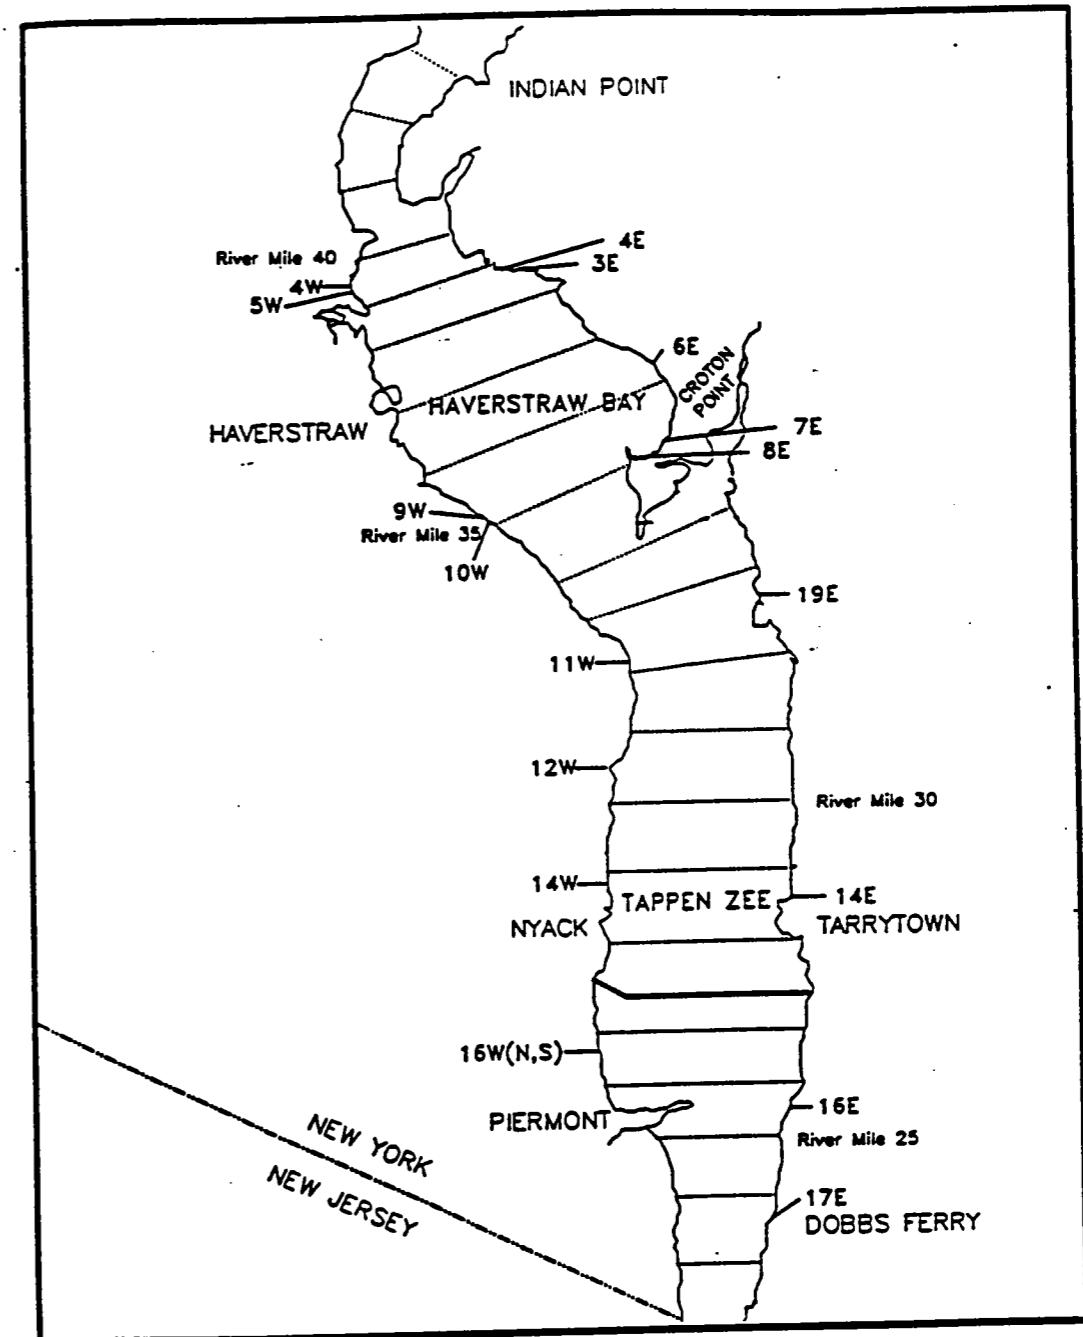 INDIAN POINT
4E
River Mile 40
3E
4W
5W
6E
CROTON
POINT
HAVERSTRAW BAY
HAVERSTRAW
7E
8E
9W
River Mile 35
10W
19E
11W
12W
River Mile 30
14W
TAPPEN ZEE
14E
NYACK
TARRYTOWN
16W(N,S)
16E
PIERMONT
River Mile 25
NEW YORK
NEW JERSEY
17E
DOBBS FERRY